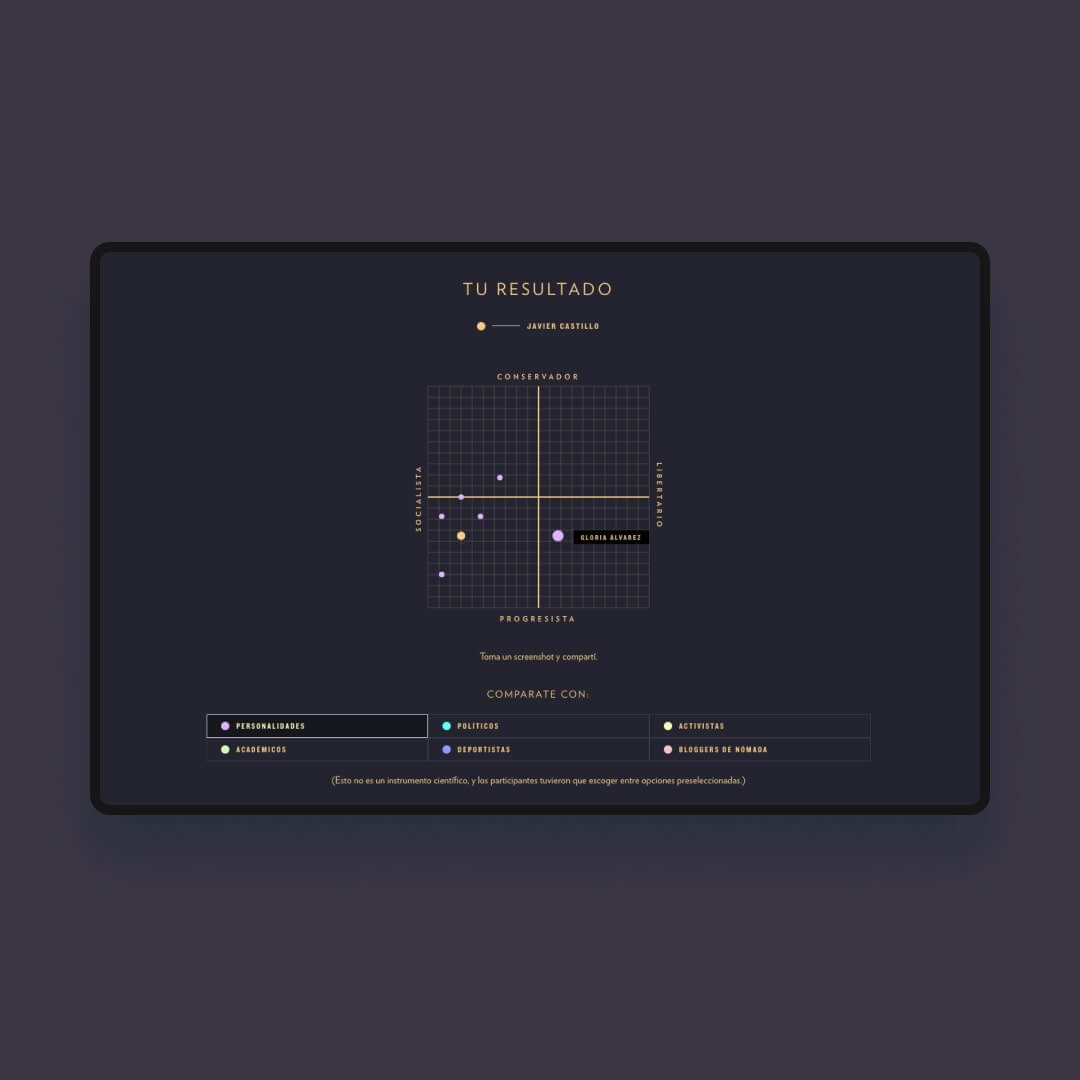 TU RESULTADO
JAVIER CASTILLO
CONSERVADOR
SOCIALISTA
LIBERTARIO
GLORIA ÁLVAREZ
PROGRESISTA
Toma un screenshot y compartí.
COMPARATE CON:
PERSONALIDADES
POLÍTICOS
ACTIVISTAS
ACADÉMICOS
DEPORTISTAS
BLOGGERS DE NÓMADA
(Esto no es un instrumento científico, y los participantes tuvieron que escoger entre opciones preseleccionadas.)